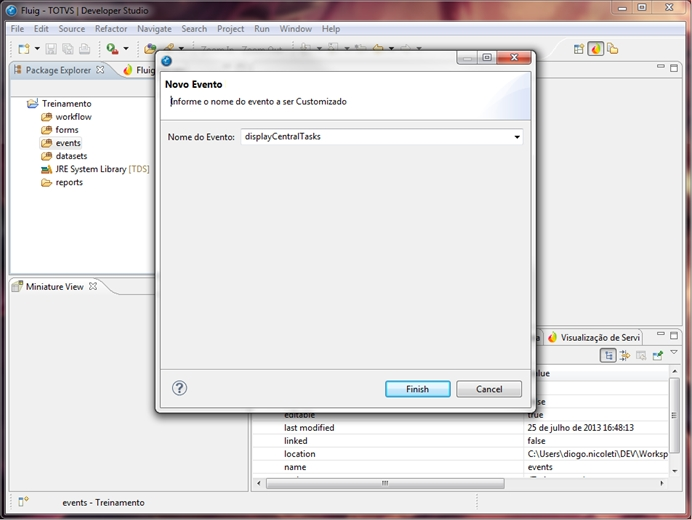 Fluig - TOTVS | Developer Studio
File Edit Source Refactor Navigate Search Project Run Window Help
Package Explorer
Fluig
Treinamento
workflow
forms
events
datasets
JRE System Library [TDS]
reports
Miniature View
Novo Evento
Informe o nome do evento a ser Customizado
Nome do Evento: displayCentralTasks
Finish Cancel
Visualização de Servi
editable true
last modified 25 de julho de 2013 16:48:13
linked false
location C:\Users\diogo.nicoleti\DEV\Worksp
name events
events - Treinamento